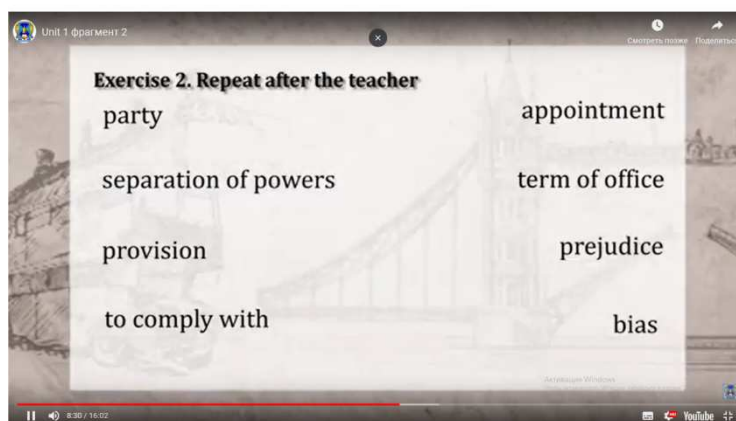 Unit 1 фрагмент 2
Смотреть позже Поделиться
Exercise 2. Repeat after the teacher
party
appointment
separation of powers
term of office
provision
prejudice
to comply with
bias
Активация Windows
8:30 / 16:02
YouTube